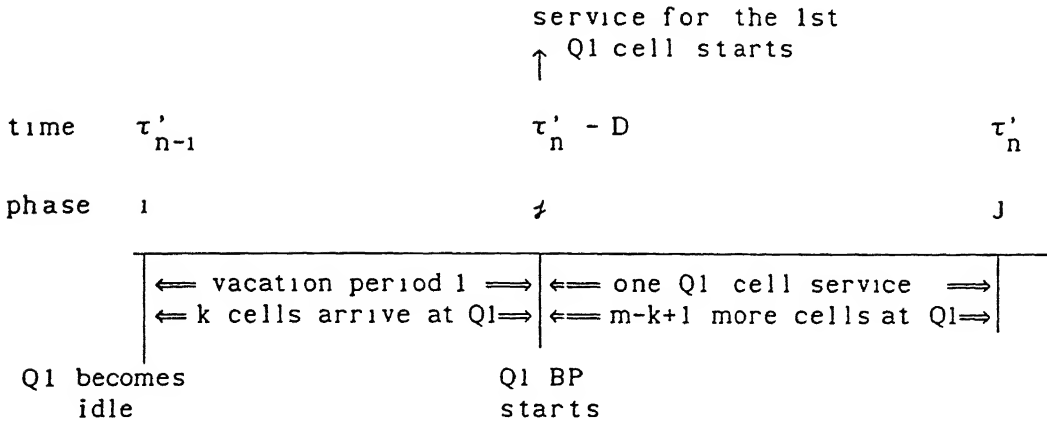 service for the 1st
↑ Q1 cell starts
time τ'n-1 τ'n - D τ'n
phase i j
⟸ vacation period 1 ⟹ ⟸ one Q1 cell service ⟹
⟸ k cells arrive at Q1⟹ ⟸ m-k+1 more cells at Q1⟹
Q1 becomes Q1 BP
idle starts